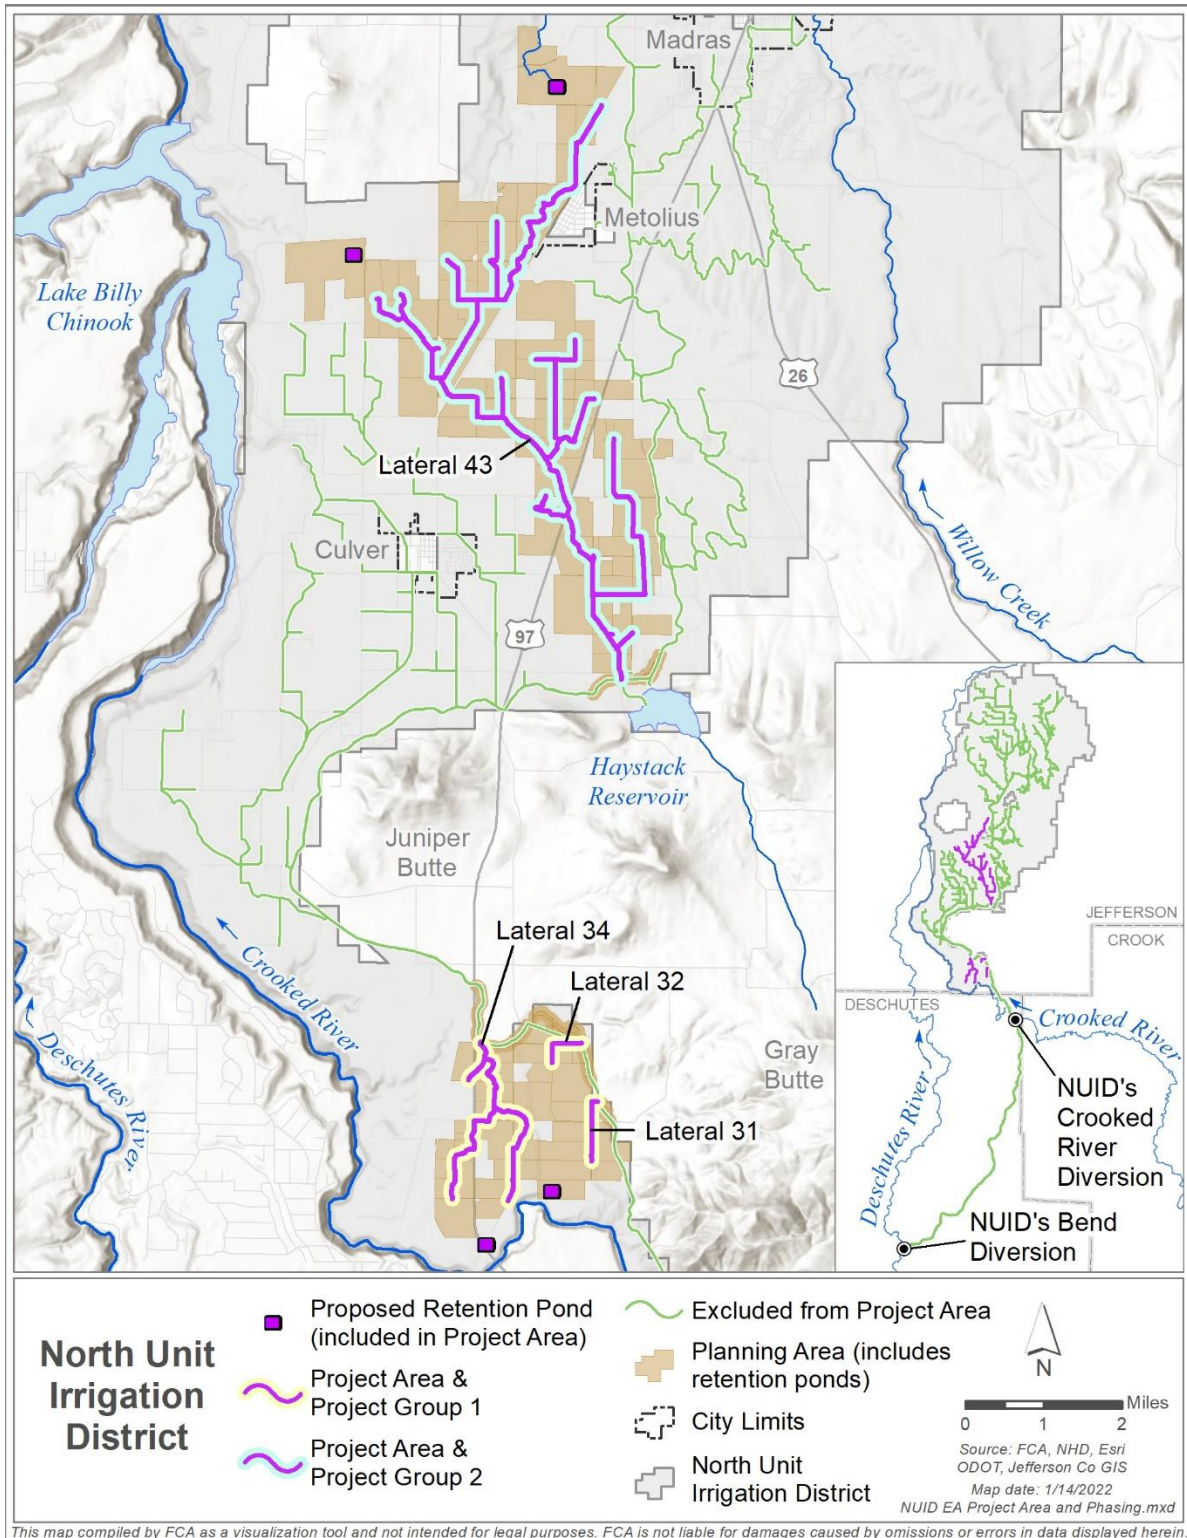 Madras
Metolius
Lake Billy
Chinook
26
Lateral 43
Culver
Willow Creek
97
Haystack
Reservoir
Juniper
Butte
JEFFERSON
CROOK
Lateral 34
DESCHUTES
Lateral 32
Crooked River
Crooked River
Deschutes River
Gray
Butte
Deschutes River
NUID's
Crooked
River
Diversion
Lateral 31
NUID's Bend
Diversion
North Unit
Irrigation
District
Proposed Retention Pond
(included in Project Area)
Project Area &
Project Group 1
Project Area &
Project Group 2
Excluded from Project Area
Planning Area (includes
retention ponds)
City Limits
North Unit
Irrigation District
N
Miles
0 1 2
Source: FCA, NHD, Esri
ODOT, Jefferson Co GIS
Map date: 1/14/2022
NUID EA Project Area and Phasing.mxd
This map compiled by FCA as a visualization tool and not intended for legal purposes. FCA is not liable for damages caused by omissions or errors in data displayed herein.